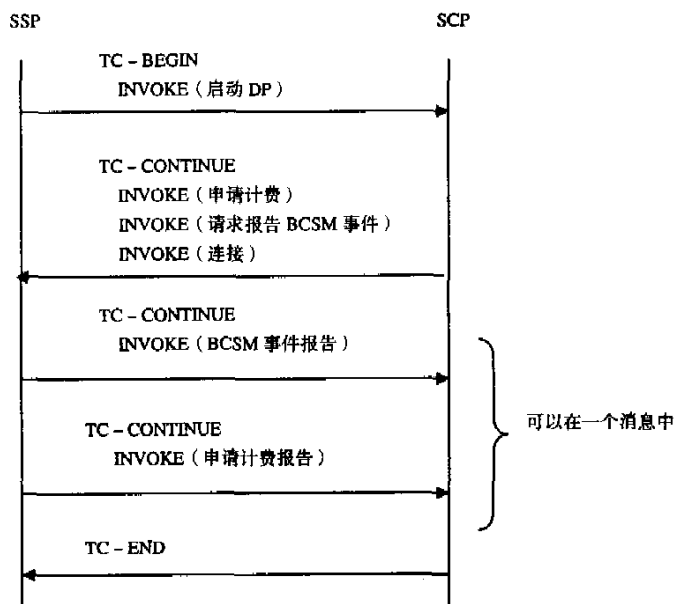 SSP
SCP
TC – BEGIN
INVOKE（启动 DP）
TC – CONTINUE
INVOKE（申请计费）
INVOKE（请求报告 BCSM 事件）
INVOKE（连接）
TC – CONTINUE
INVOKE（BCSM 事件报告）
可以在一个消息中
TC – CONTINUE
INVOKE（申请计费报告）
TC – END